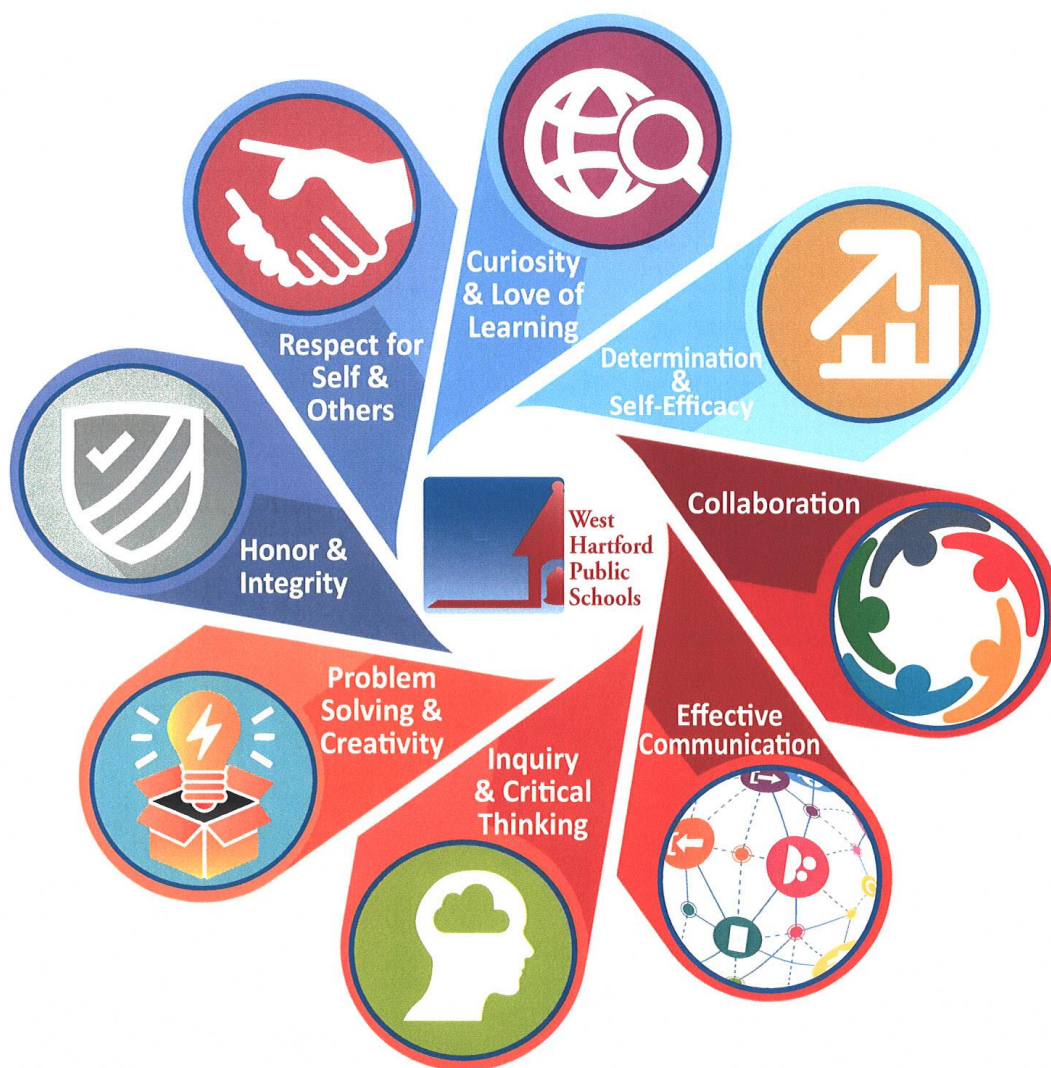 Curiosity
& Love of
Learning
Determination
&
Self-Efficacy
Collaboration
Effective
Communication
Inquiry
& Critical
Thinking
Problem
Solving &
Creativity
Honor &
Integrity
Respect for
Self &
Others
West
Hartford
Public
Schools